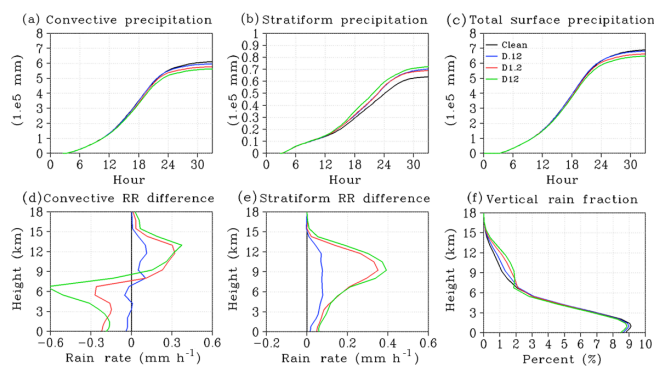 (a) Convective precipitation
(b) Stratiform precipitation
(c) Total surface precipitation
8
7
6
5
4
3
2
1
0
(1.e5 mm)
0 6 12 18 24 30
Hour
1
0.9
0.8
0.7
0.6
0.5
0.4
0.3
0.2
0.1
0
(1.e5 mm)
0 6 12 18 24 30
Hour
8
7
6
5
4
3
2
1
0
(1.e5 mm)
Clean
D.12
D1.2
D12
0 6 12 18 24 30
Hour
(d) Convective RR difference
(e) Stratiform RR difference
(f) Vertical rain fraction
18
15
12
9
6
3
0
Height (km)
-0.6 -0.3 0 0.3 0.6
Rain rate (mm h⁻¹)
18
15
12
9
6
3
0
Height (km)
-0.2 0 0.2 0.4 0.6
Rain rate (mm h⁻¹)
18
15
12
9
6
3
0
Height (km)
0 1 2 3 4 5 6 7 8 9 10
Percent (%)